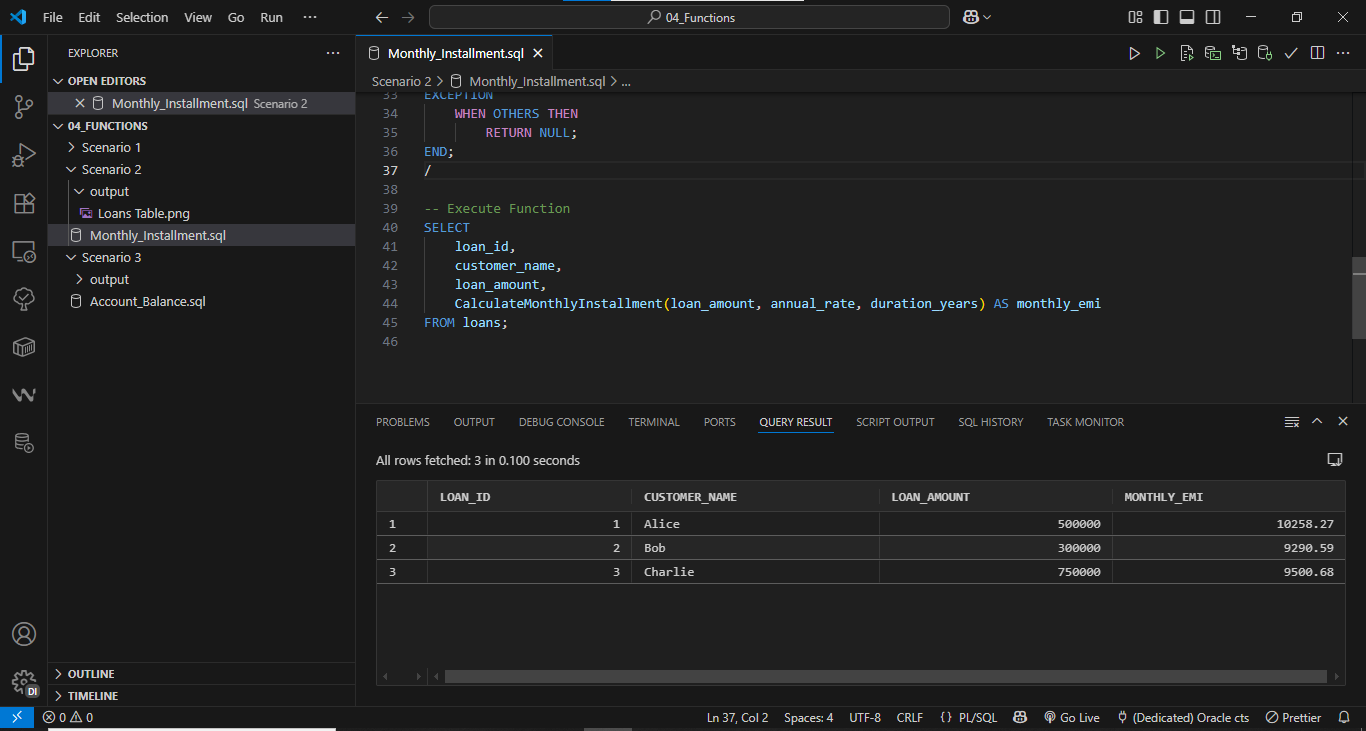 File Edit Selection View Go Run ··· 04_Functions
EXPLORER ···
OPEN EDITORS
Monthly_Installment.sql Scenario 2
04_FUNCTIONS
Scenario 1
Scenario 2
output
Loans Table.png
Monthly_Installment.sql
Scenario 3
output
Account_Balance.sql
OUTLINE
TIMELINE
Monthly_Installment.sql
Scenario 2 > Monthly_Installment.sql > ...
33 EXCEPTION
34 WHEN OTHERS THEN
35 RETURN NULL;
36 END;
37 /
38
39 -- Execute Function
40 SELECT
41 loan_id,
42 customer_name,
43 loan_amount,
44 CalculateMonthlyInstallment(loan_amount, annual_rate, duration_years) AS monthly_emi
45 FROM loans;
46
PROBLEMS OUTPUT DEBUG CONSOLE TERMINAL PORTS QUERY RESULT SCRIPT OUTPUT SQL HISTORY TASK MONITOR
All rows fetched: 3 in 0.100 seconds
LOAN_ID CUSTOMER_NAME LOAN_AMOUNT MONTHLY_EMI
1 1 Alice 500000 10258.27
2 2 Bob 300000 9290.59
3 3 Charlie 750000 9500.68
DI
0 0 Ln 37, Col 2 Spaces: 4 UTF-8 CRLF {} PL/SQL Go Live (Dedicated) Oracle cts Prettier